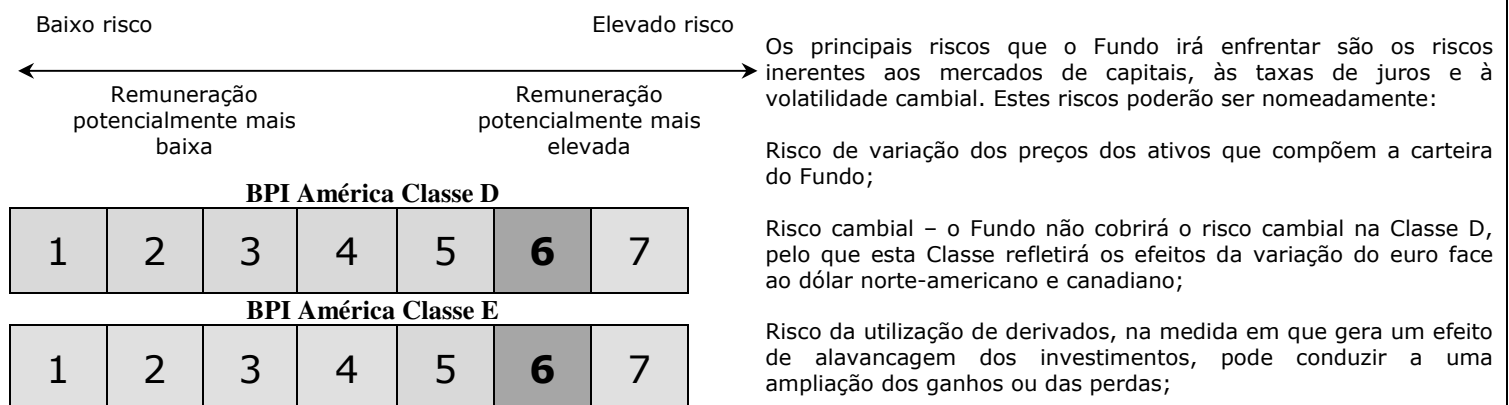 Baixo risco
Elevado risco
Remuneração
potencialmente mais
baixa
Remuneração
potencialmente mais
elevada
BPI América Classe D
1 2 3 4 5 6 7
BPI América Classe E
1 2 3 4 5 6 7
Os principais riscos que o Fundo irá enfrentar são os riscos
inerentes aos mercados de capitais, às taxas de juros e à
volatilidade cambial. Estes riscos poderão ser nomeadamente:
Risco de variação dos preços dos ativos que compõem a carteira
do Fundo;
Risco cambial – o Fundo não cobrirá o risco cambial na Classe D,
pelo que esta Classe refletirá os efeitos da variação do euro face
ao dólar norte-americano e canadiano;
Risco da utilização de derivados, na medida em que gera um efeito
de alavancagem dos investimentos, pode conduzir a uma
ampliação dos ganhos ou das perdas;